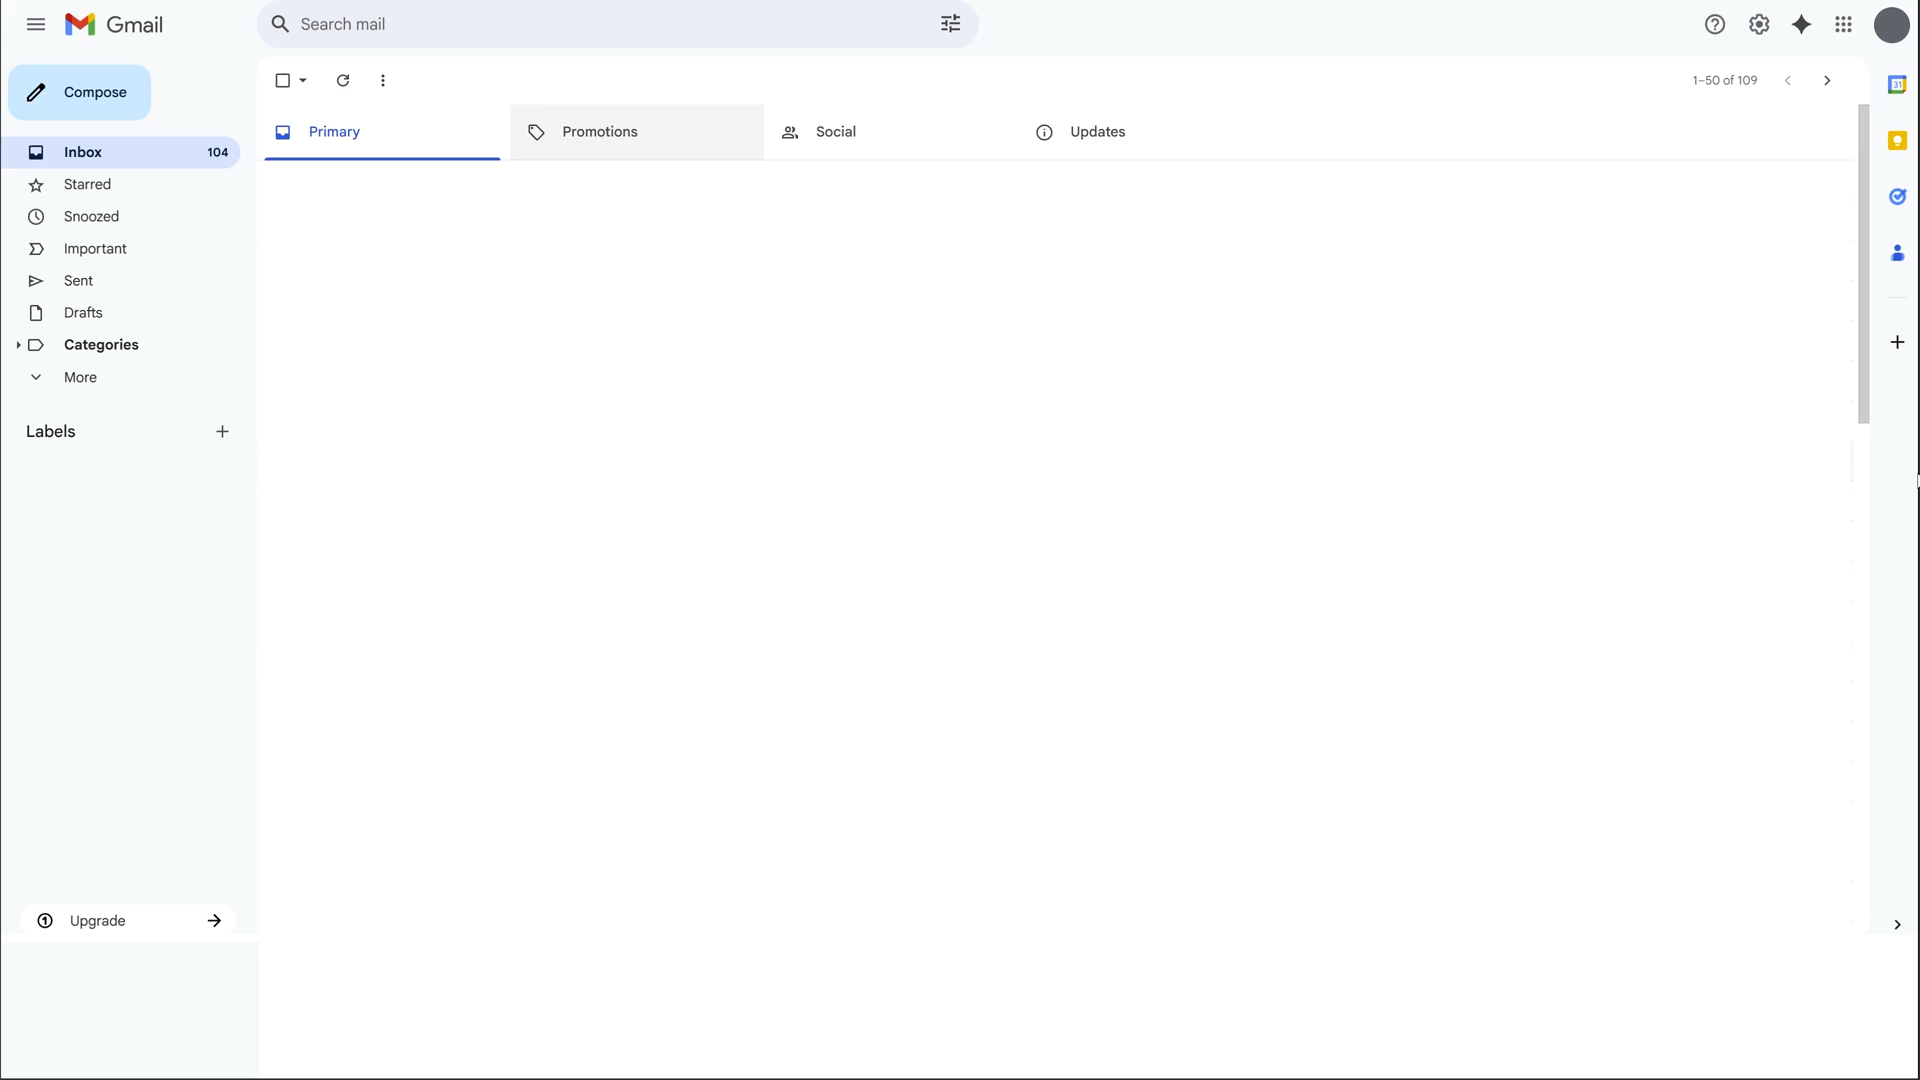 Gmail
Search mail
Compose
1–50 of 109
Primary
Promotions
Social
Updates
Inbox 104
Starred
Snoozed
Important
Sent
Drafts
Categories
More
Labels
Upgrade
31